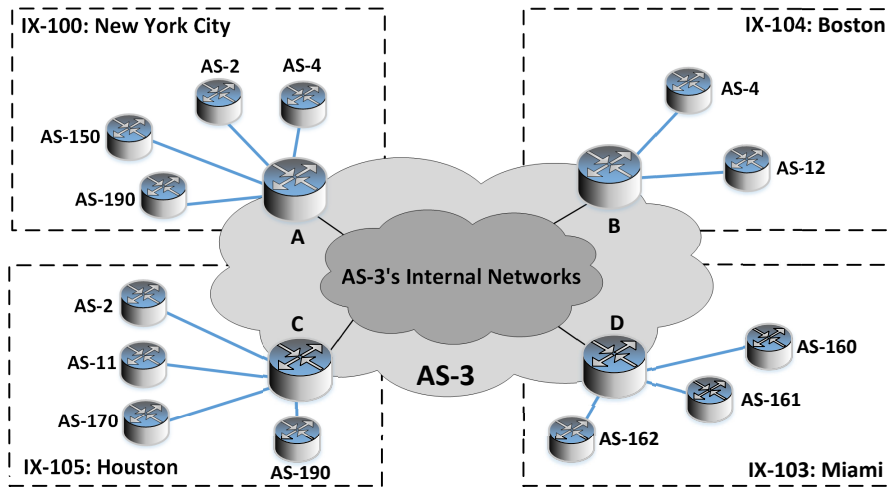 IX-100: New York City
AS-2
AS-4
AS-150
AS-190
A
IX-104: Boston
AS-4
AS-12
B
AS-3's Internal Networks
AS-3
AS-2
C
AS-11
AS-170
AS-190
IX-105: Houston
D
AS-160
AS-161
AS-162
IX-103: Miami